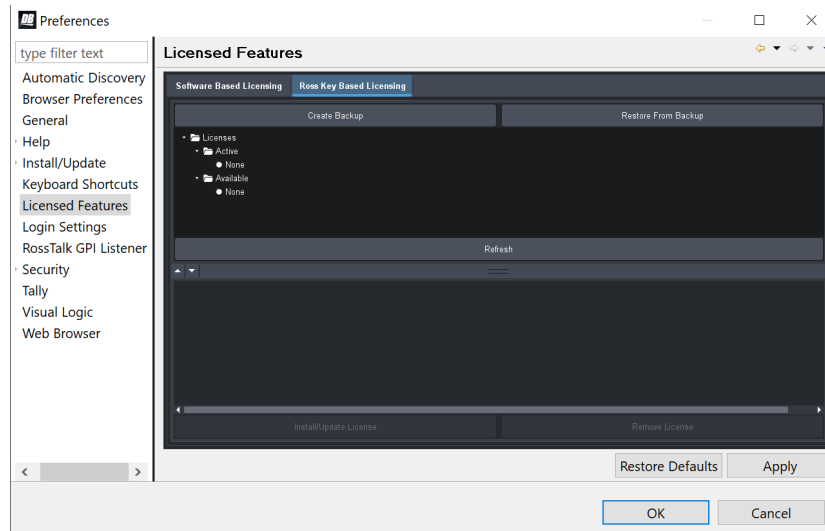 DB Preferences
type filter text
Automatic Discovery
Browser Preferences
General
Help
Install/Update
Keyboard Shortcuts
Licensed Features
Login Settings
RossTalk GPI Listener
Security
Tally
Visual Logic
Web Browser
Licensed Features
Software Based Licensing Ross Key Based Licensing
Create Backup Restore From Backup
Licenses
Active
None
Available
None
Refresh
Install/Update License Remove License
Restore Defaults Apply
OK Cancel